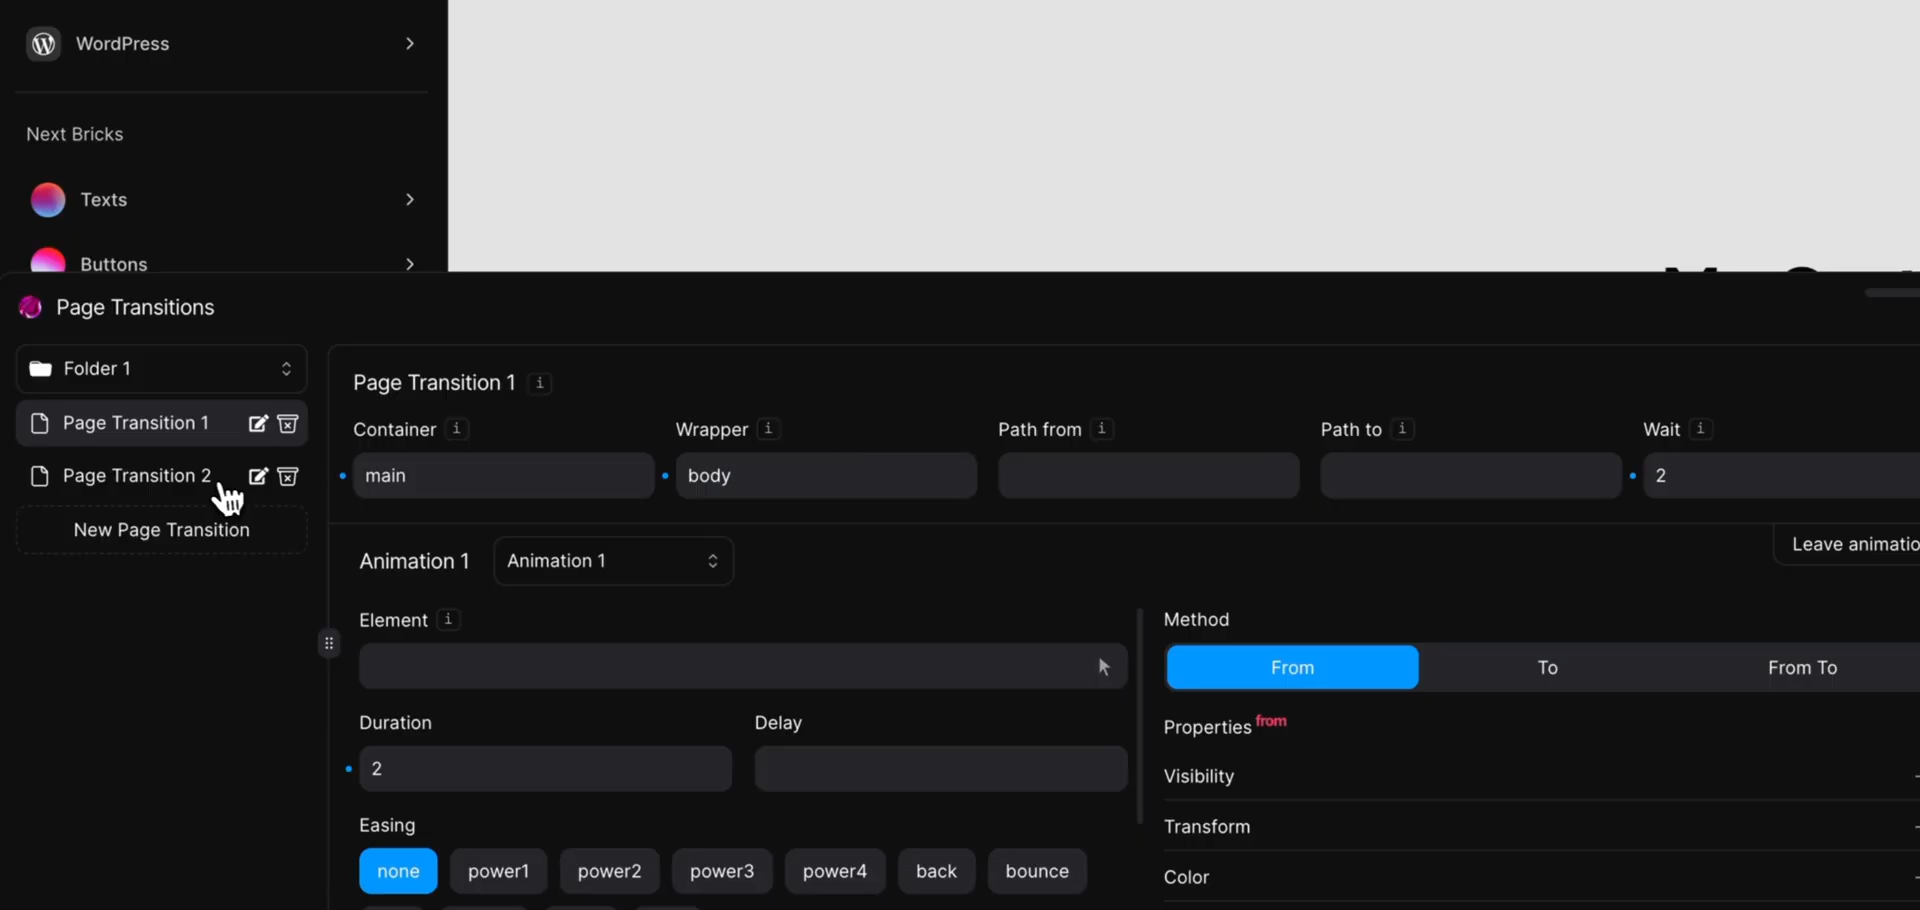 WordPress
Next Bricks
Texts
Buttons
Page Transitions
Folder 1
Page Transition 1
Page Transition 2
New Page Transition
Page Transition 1 i
Container i Wrapper i Path from i Path to i Wait i
main body 2
Animation 1 Animation 1
Leave animatio
Element i
Duration Delay
2
Easing
none power1 power2 power3 power4 back bounce
Method
From To From To
Properties from
Visibility
Transform
Color